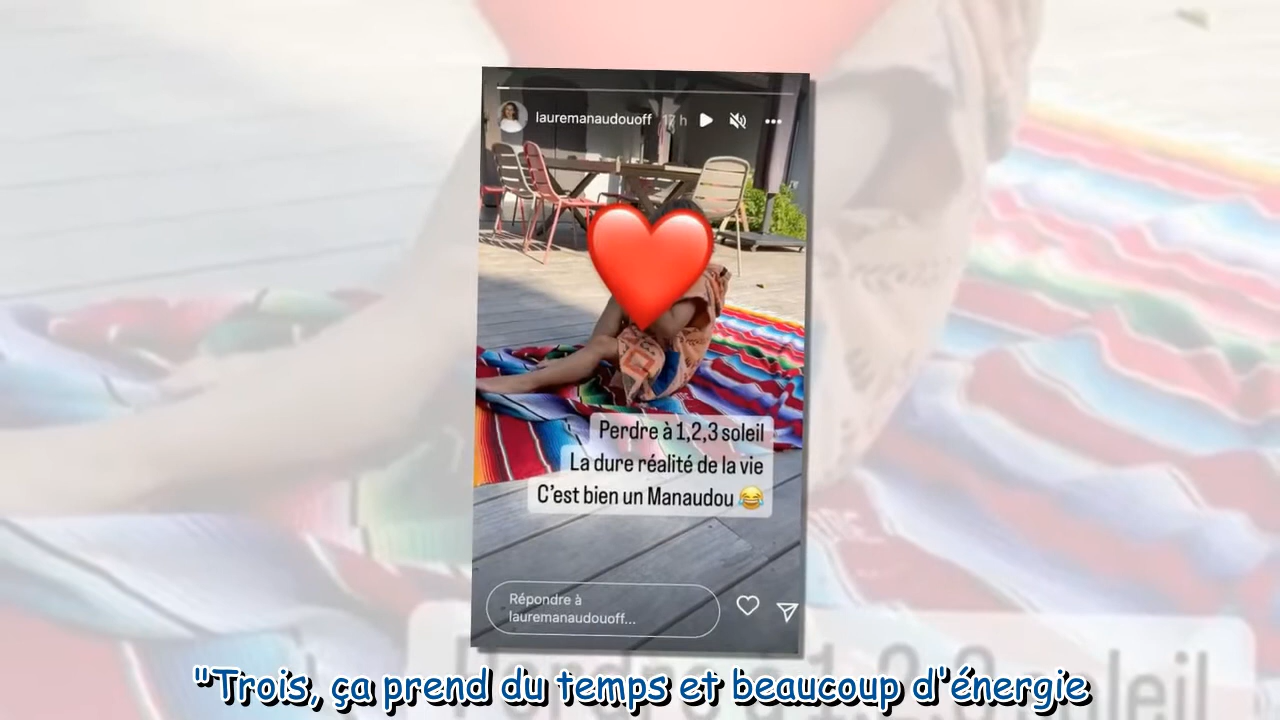 lauremanaudouoff 12 h
Perdre à 1,2,3 soleil
La dure réalité de la vie
C'est bien un Manaudou 😂
Répondre à
lauremanaudouoff...
"Trois, ça prend du temps et beaucoup d'énergie